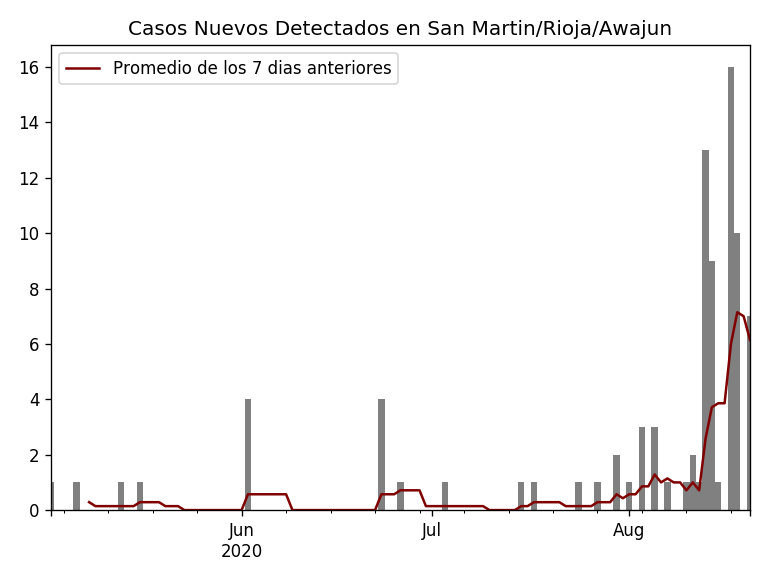 Casos Nuevos Detectados en San Martin/Rioja/Awajun
Promedio de los 7 dias anteriores
16
14
12
10
8
6
4
2
0
Jun
2020
Jul
Aug